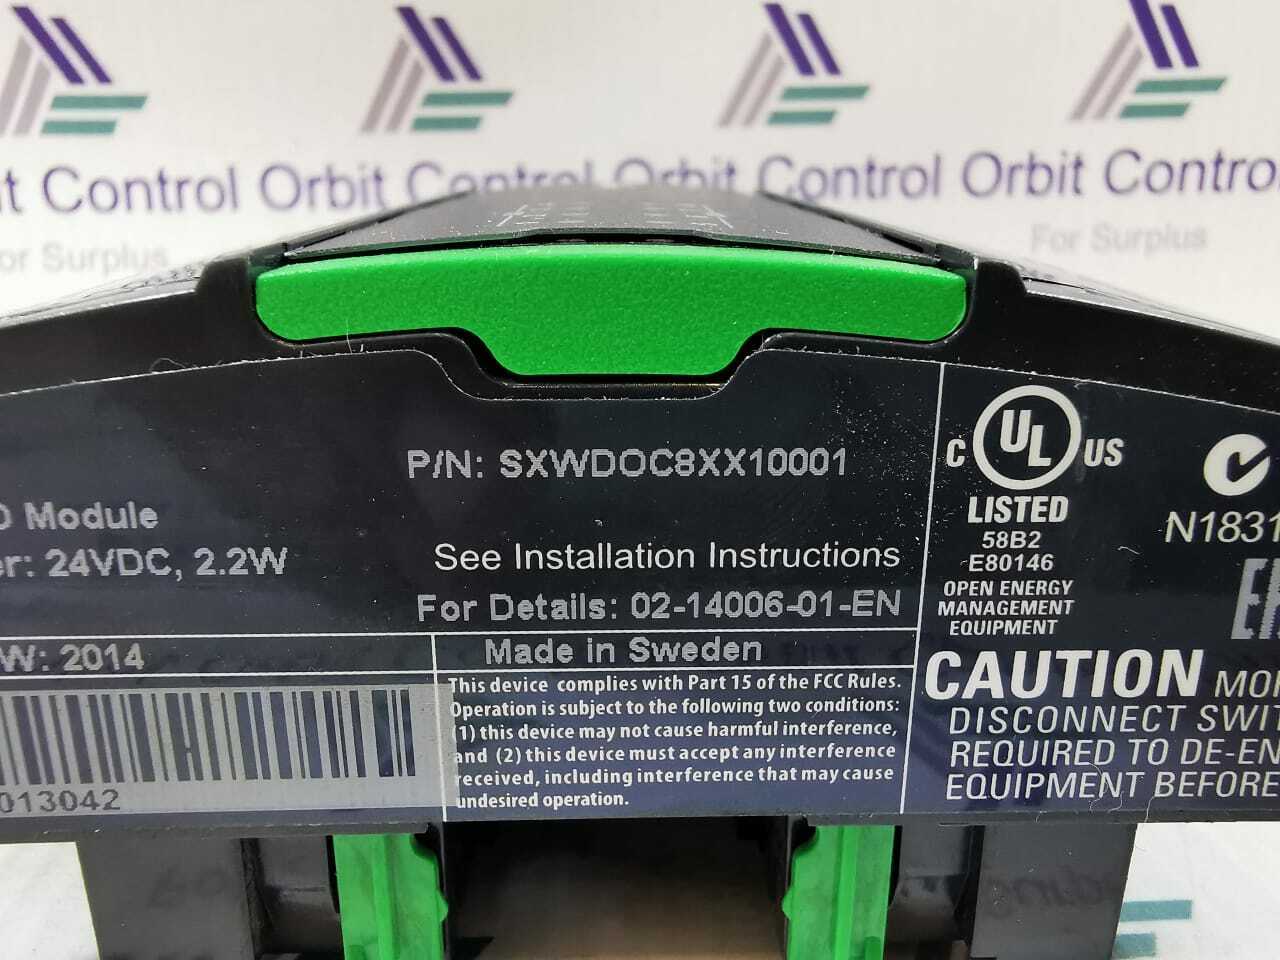 Control Orbit Control Orbit Control Orbit Control
For Surplus
For Surplus
P/N: SXWDOC8XX10001
Module
24VDC, 2.2W
See Installation Instructions
For Details: 02-14006-01-EN
2014
Made in Sweden
013042
This device complies with Part 15 of the FCC Rules.
Operation is subject to the following two conditions:
(1) this device may not cause harmful interference,
and (2) this device must accept any interference
received, including interference that may cause
undesired operation.
C UL US
LISTED
58B2
E80146
OPEN ENERGY
MANAGEMENT
EQUIPMENT
N1831
CAUTION
DISCONNECT
REQUIRED TO
EQUIPMENT BEFORE